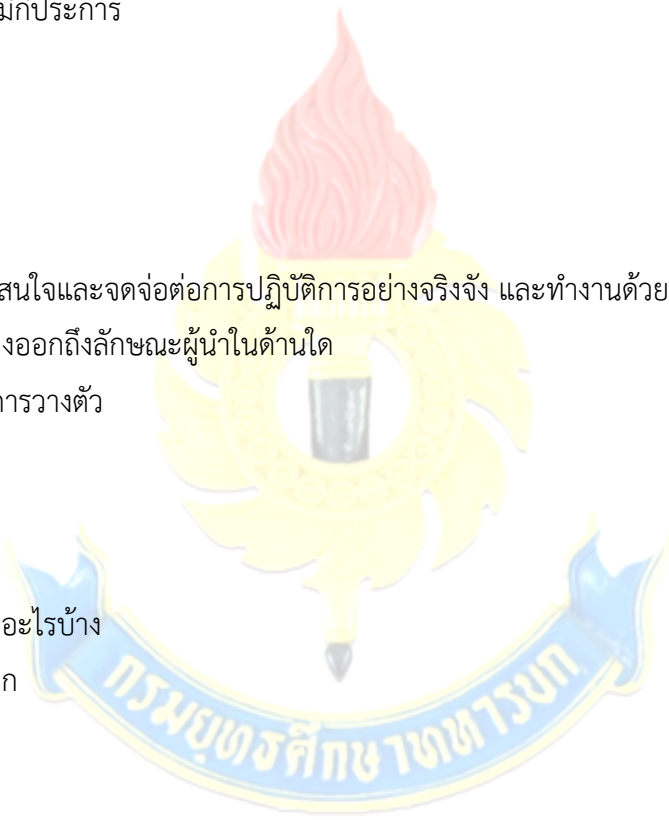 มีกี่ประการ
สนใจและจดจ่อต่อการปฏิบัติการอย่างจริงจัง และทำงานด้วย
งออกถึงลักษณะผู้นำในด้านใด
การวางตัว
อะไรบ้าง
ก
กรมยุทธศึกษาทหารบก